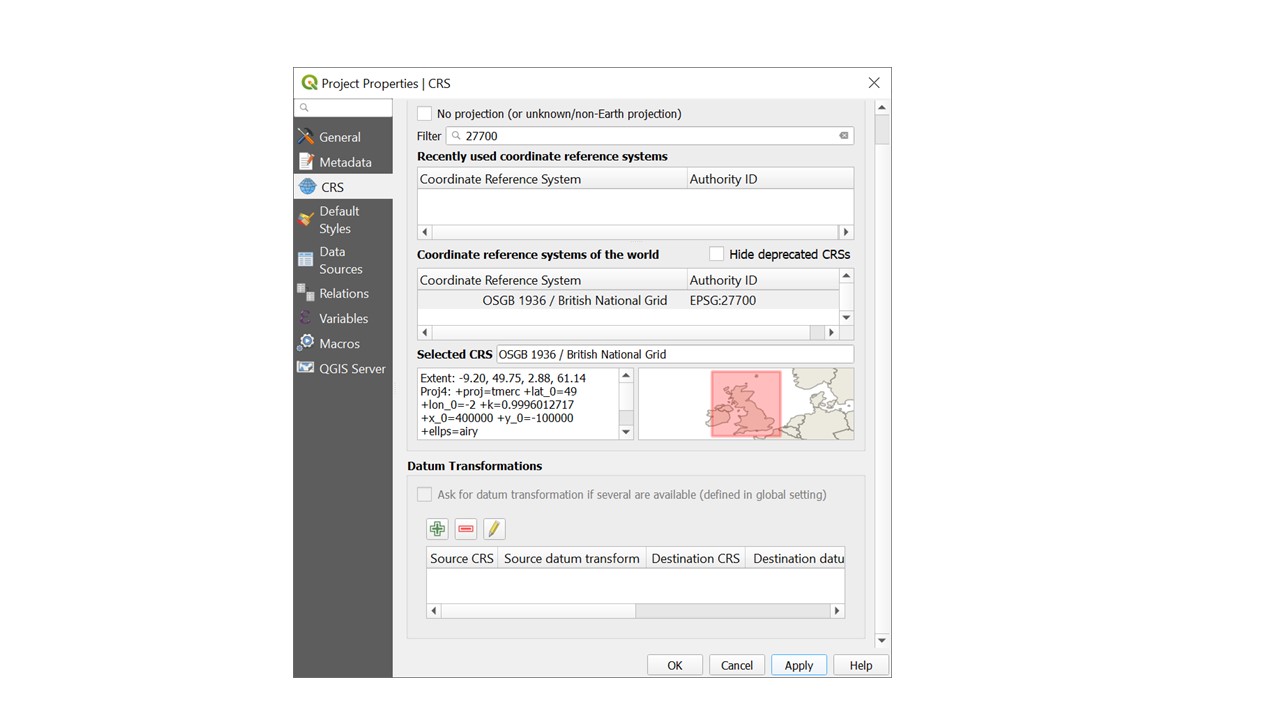 Project Properties | CRS
General
Metadata
CRS
Default
Styles
Data
Sources
Relations
Variables
Macros
QGIS Server
No projection (or unknown/non-Earth projection)
Filter 27700
Recently used coordinate reference systems
Coordinate Reference System Authority ID
Coordinate reference systems of the world Hide deprecated CRSs
Coordinate Reference System Authority ID
OSGB 1936 / British National Grid EPSG:27700
Selected CRS OSGB 1936 / British National Grid
Extent: -9.20, 49.75, 2.88, 61.14
Proj4: +proj=tmerc +lat_0=49
+lon_0=-2 +k=0.9996012717
+x_0=400000 +y_0=-100000
+ellps=airy
Datum Transformations
Ask for datum transformation if several are available (defined in global setting)
Source CRS Source datum transform Destination CRS Destination datu
OK Cancel Apply Help